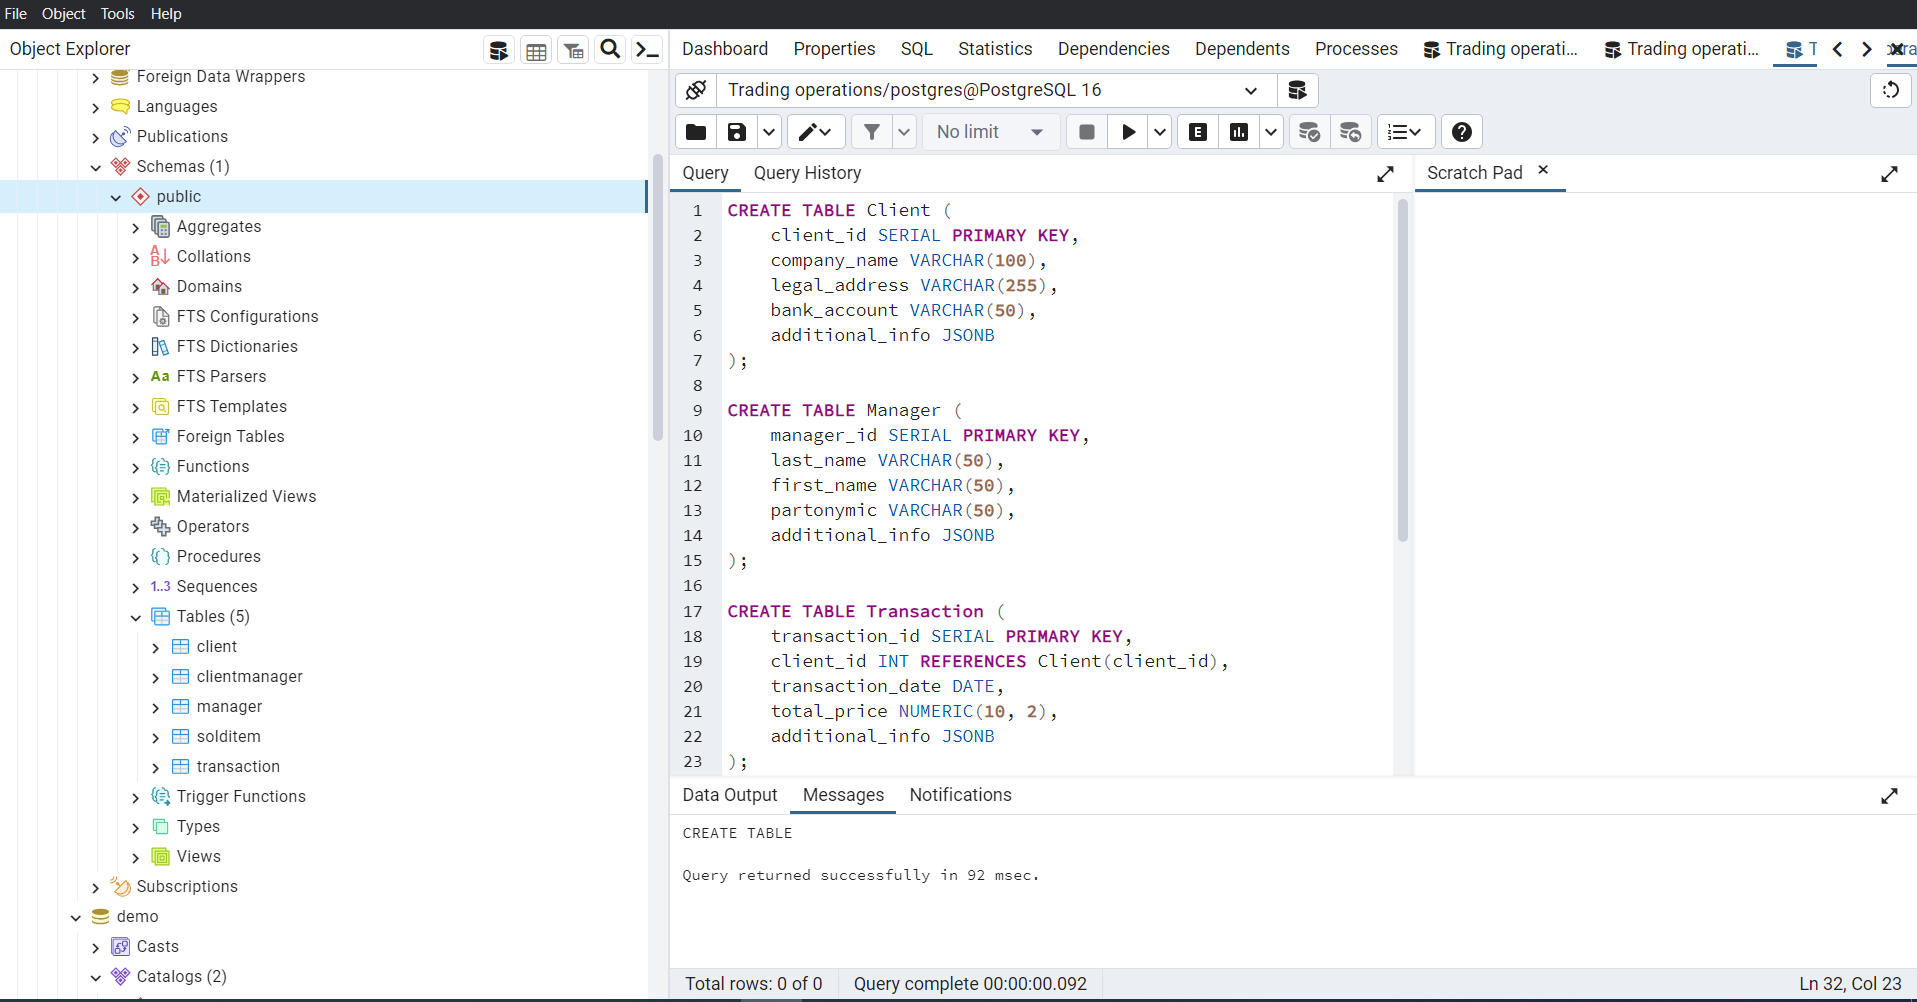 File Object Tools Help
Object Explorer
Foreign Data Wrappers
Languages
Publications
Schemas (1)
public
Aggregates
Collations
Domains
FTS Configurations
FTS Dictionaries
Aa FTS Parsers
FTS Templates
Foreign Tables
Functions
Materialized Views
Operators
Procedures
1..3 Sequences
Tables (5)
client
clientmanager
manager
solditem
transaction
Trigger Functions
Types
Views
Subscriptions
demo
Casts
Catalogs (2)
Dashboard Properties SQL Statistics Dependencies Dependents Processes Trading operati... Trading operati... T
Trading operations/postgres@PostgreSQL 16
No limit E
Query Query History
1 CREATE TABLE Client (
2 client_id SERIAL PRIMARY KEY,
3 company_name VARCHAR(100),
4 legal_address VARCHAR(255),
5 bank_account VARCHAR(50),
6 additional_info JSONB
7 );
8
9 CREATE TABLE Manager (
10 manager_id SERIAL PRIMARY KEY,
11 last_name VARCHAR(50),
12 first_name VARCHAR(50),
13 partonymic VARCHAR(50),
14 additional_info JSONB
15 );
16
17 CREATE TABLE Transaction (
18 transaction_id SERIAL PRIMARY KEY,
19 client_id INT REFERENCES Client(client_id),
20 transaction_date DATE,
21 total_price NUMERIC(10, 2),
22 additional_info JSONB
23 );
Scratch Pad
Data Output Messages Notifications
CREATE TABLE
Query returned successfully in 92 msec.
Total rows: 0 of 0 Query complete 00:00:00.092 Ln 32, Col 23